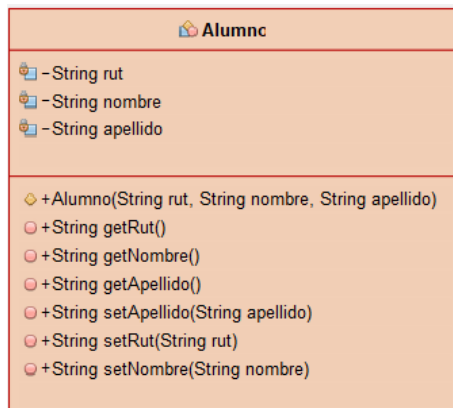 Alumno
-String rut
-String nombre
-String apellido
+Alumno(String rut, String nombre, String apellido)
+String getRut()
+String getNombre()
+String getApellido()
+String setApellido(String apellido)
+String setRut(String rut)
+String setNombre(String nombre)